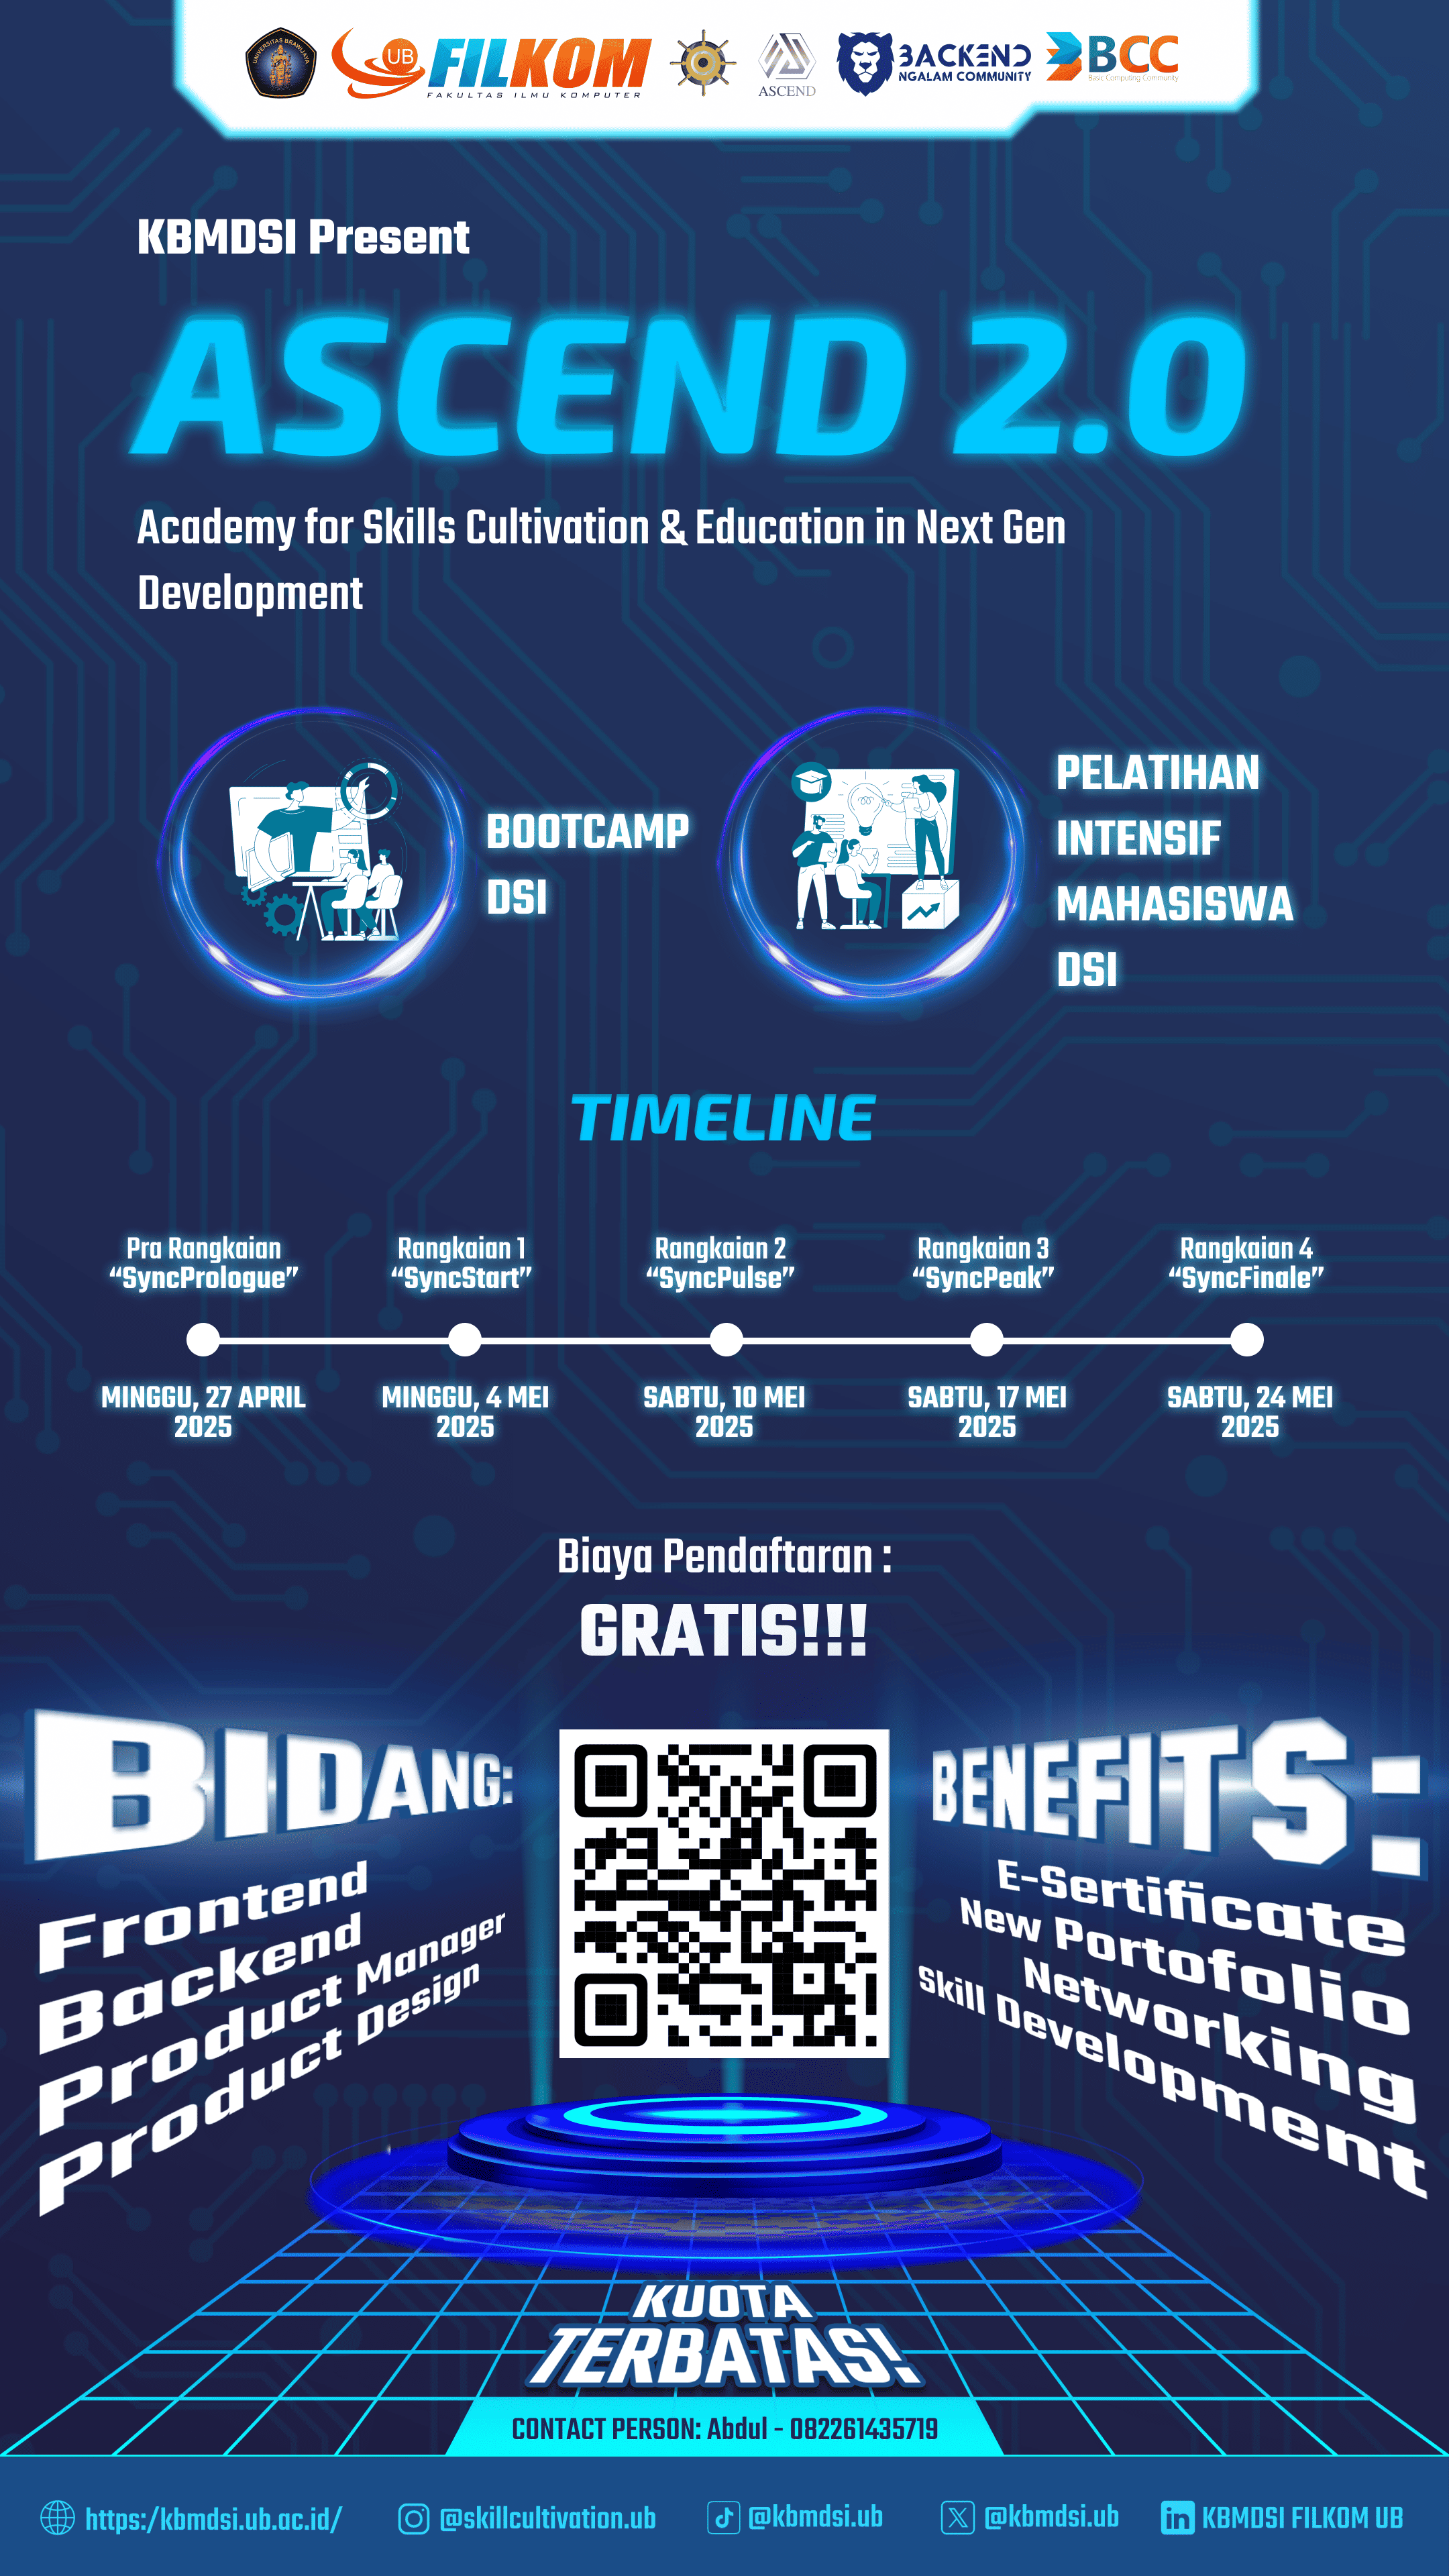 UNIVERSITAS BRAWIJAYA
UB
FILKOM
FAKULTAS ILMU KOMPUTER
ASCEND
BACKEND
NGALAM COMMUNITY
BCC
Basic Computing Community
KBMDSI Present
ASCEND 2.0
Academy for Skills Cultivation & Education in Next Gen
Development
BOOTCAMP
DSI
PELATIHAN
INTENSIF
MAHASISWA
DSI
TIMELINE
Pra Rangkaian
“SyncPrologue”
Rangkaian 1
“SyncStart”
Rangkaian 2
“SyncPulse”
Rangkaian 3
“SyncPeak”
Rangkaian 4
“SyncFinale”
MINGGU, 27 APRIL
2025
MINGGU, 4 MEI
2025
SABTU, 10 MEI
2025
SABTU, 17 MEI
2025
SABTU, 24 MEI
2025
Biaya Pendaftaran :
GRATIS!!!
BIDANG:
Frontend
Backend
Product Manager
Product Design
BENEFITS:
E-Sertificate
New Portofolio
Networking
Skill Development
KUOTA
TERBATAS!
CONTACT PERSON: Abdul - 082261435719
https:/kbmdsi.ub.ac.id/
@skillcultivation.ub
@kbmdsi.ub
@kbmdsi.ub
in KBMDSI FILKOM UB